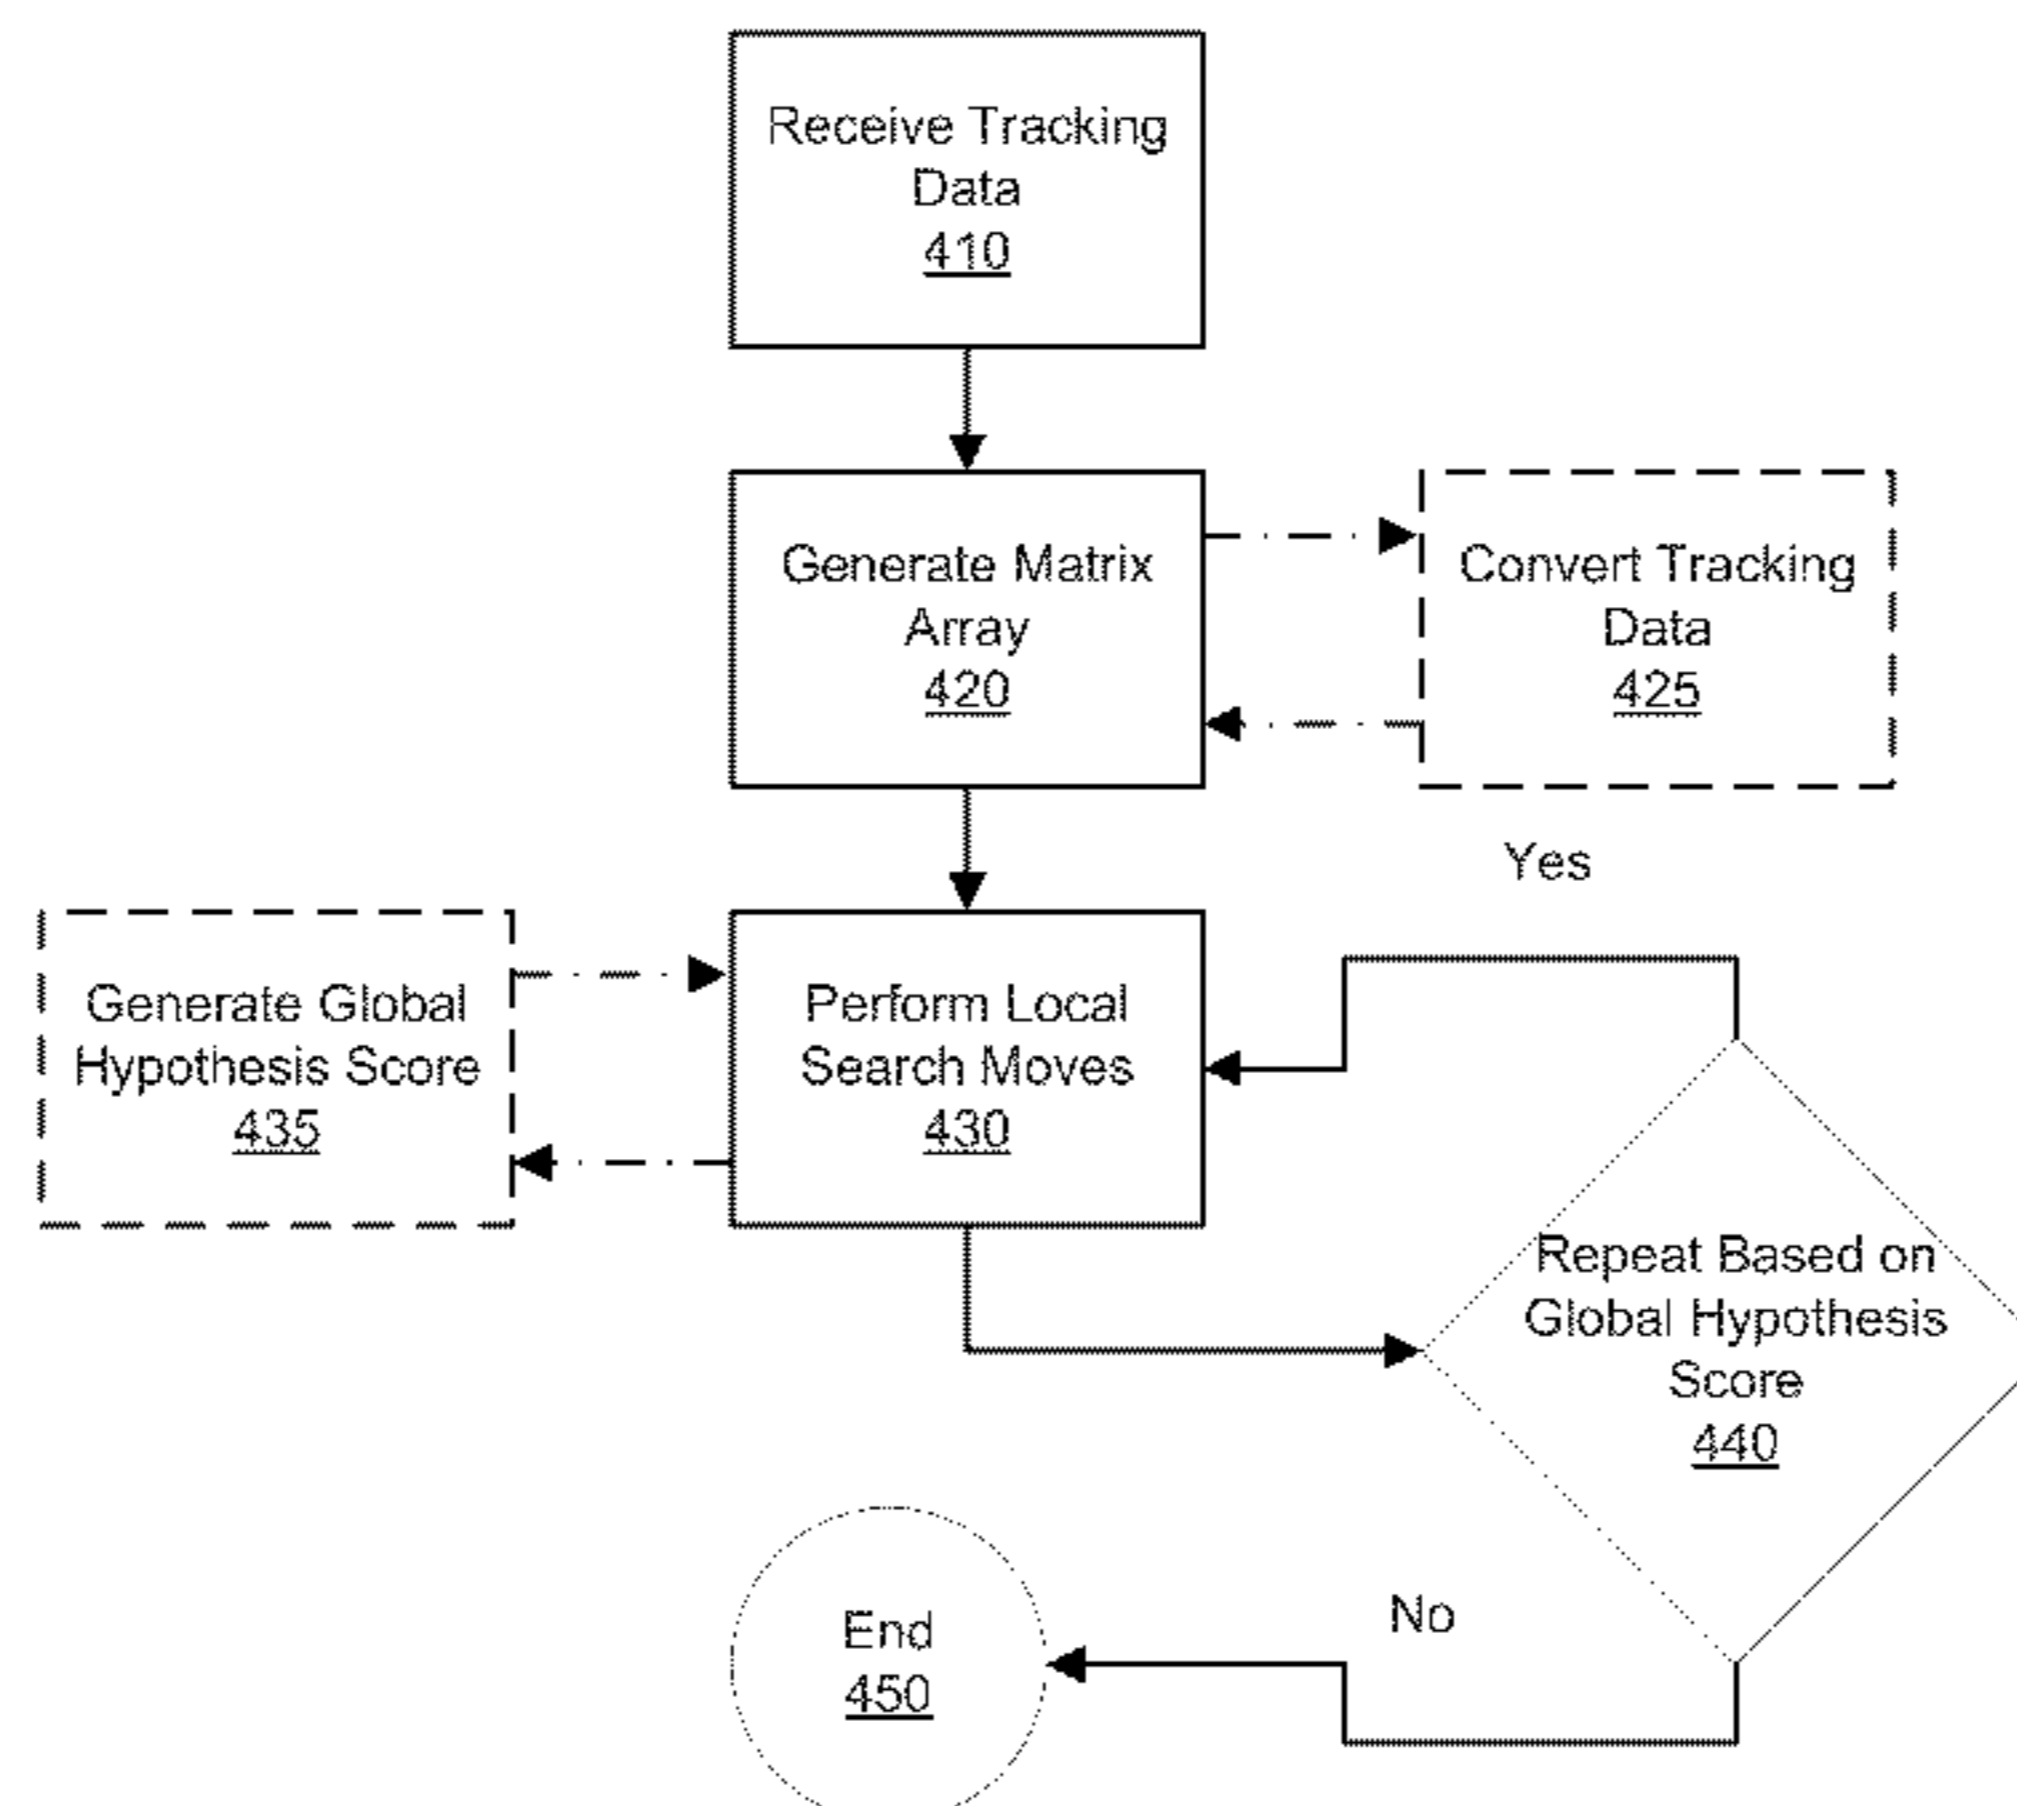 Receive Tracking
Data
410
Generate Matrix
Array
420
Convert Tracking
Data
425
Yes
Generate Global
Hypothesis Score
435
Perform Local
Search Moves
430
Repeat Based on
Global Hypothesis
Score
440
No
End
450